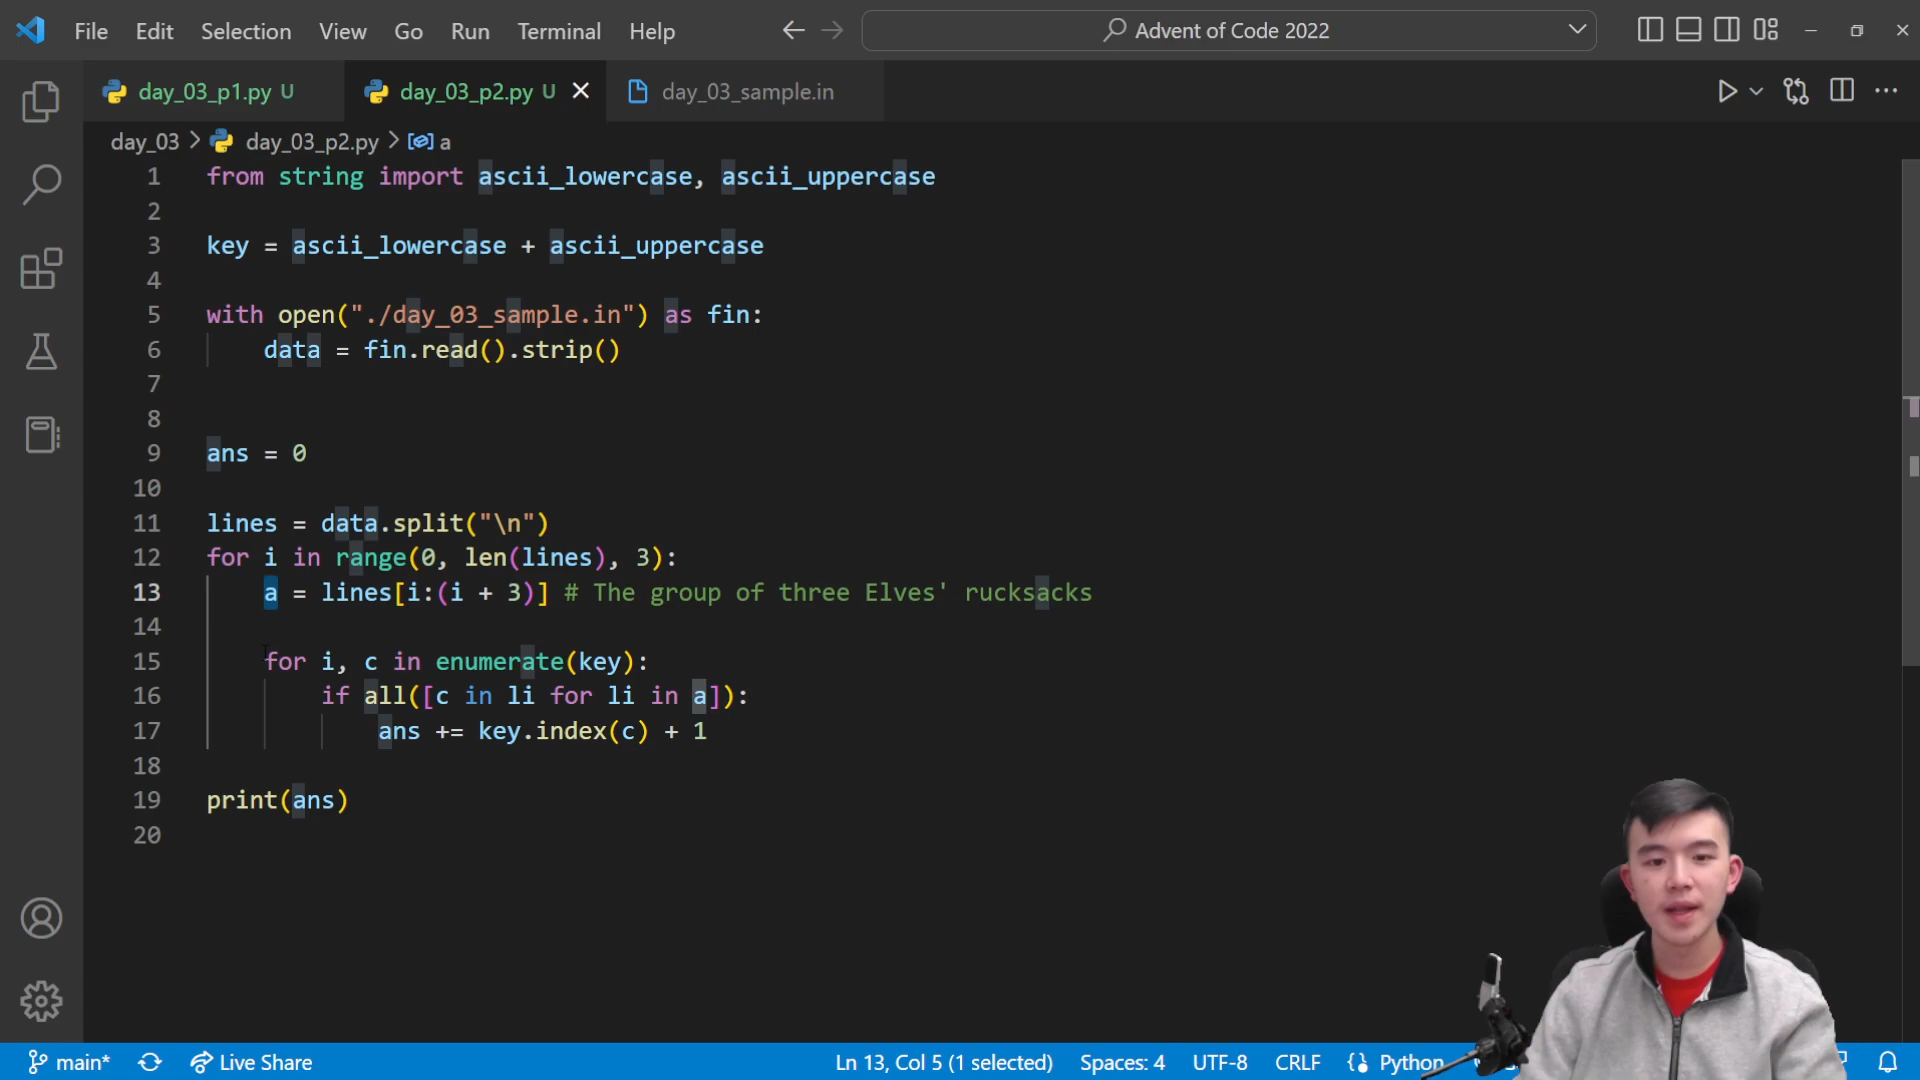 File Edit Selection View Go Run Terminal Help
Advent of Code 2022
day_03_p1.py U
day_03_p2.py U
day_03_sample.in
day_03 > day_03_p2.py > a
1 from string import ascii_lowercase, ascii_uppercase
2
3 key = ascii_lowercase + ascii_uppercase
4
5 with open("./day_03_sample.in") as fin:
6 data = fin.read().strip()
7
8
9 ans = 0
10
11 lines = data.split("\n")
12 for i in range(0, len(lines), 3):
13 a = lines[i:(i + 3)] # The group of three Elves' rucksacks
14
15 for i, c in enumerate(key):
16 if all([c in li for li in a]):
17 ans += key.index(c) + 1
18
19 print(ans)
20
main* Live Share Ln 13, Col 5 (1 selected) Spaces: 4 UTF-8 CRLF Python